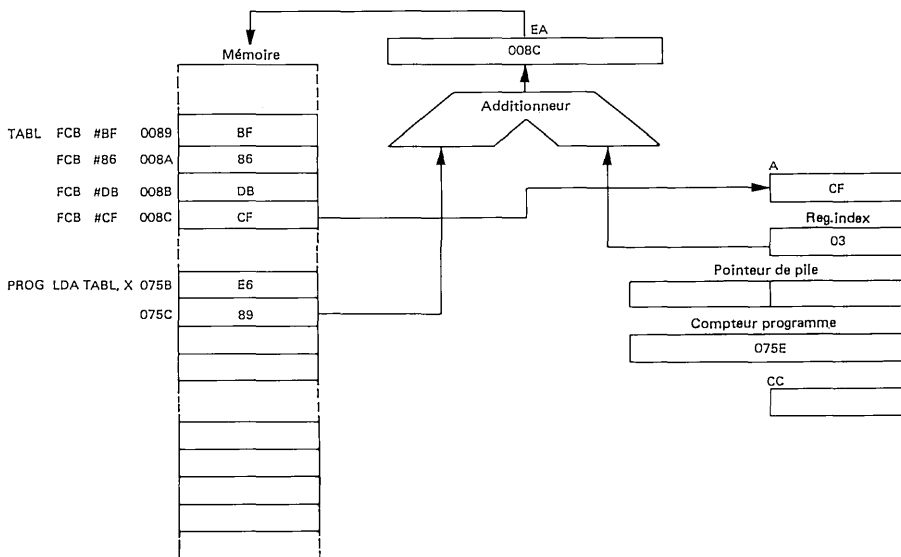 EA
008C
Mémoire
Additionneur
TABL FCB #BF 0089 BF
FCB #86 008A 86
FCB #DB 008B DB
FCB #CF 008C CF
A
CF
Reg.index
03
Pointeur de pile
PROG LDA TABL, X 075B E6
075C 89
Compteur programme
075E
CC